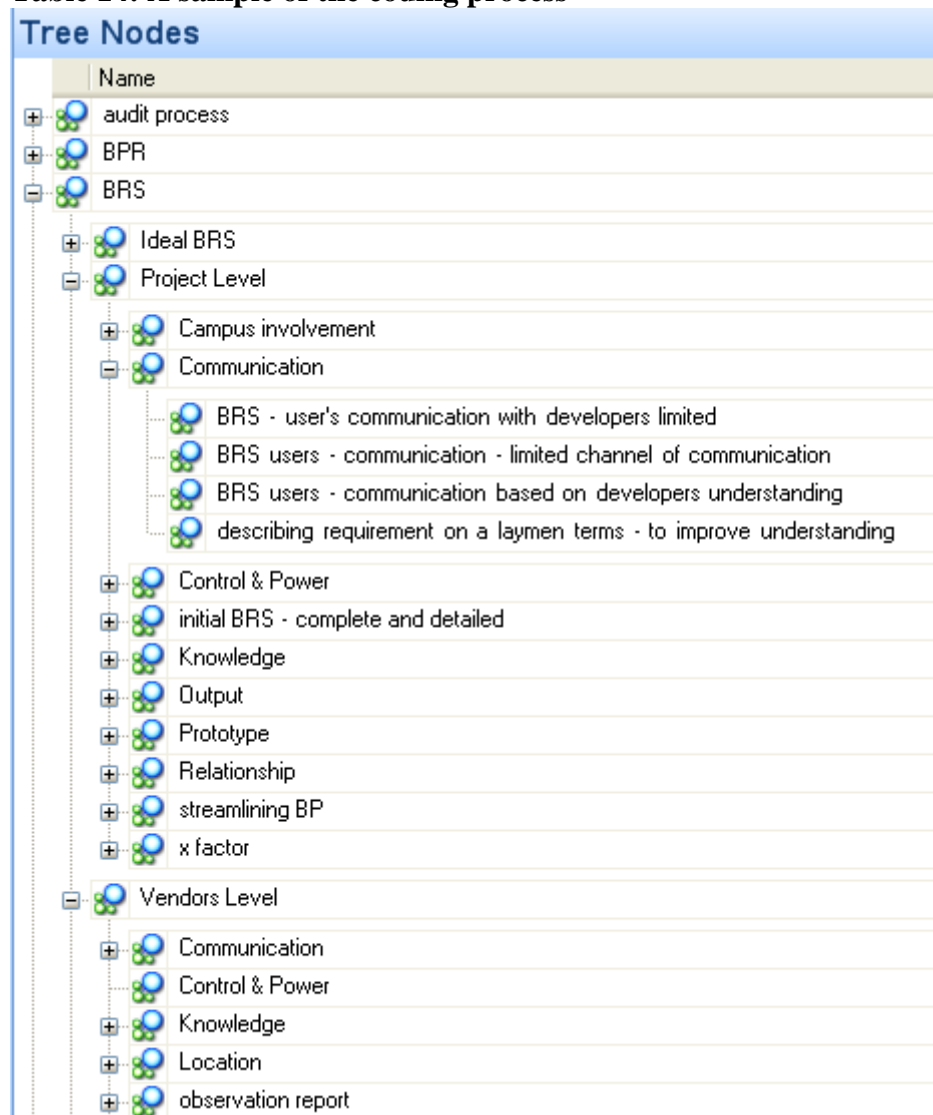 Table 14: A sample of the coding process
Tree Nodes
Name
audit process
BPR
BRS
Ideal BRS
Project Level
Campus involvement
Communication
BRS - user's communication with developers limited
BRS users - communication - limited channel of communication
BRS users - communication based on developers understanding
describing requirement on a laymen terms - to improve understanding
Control & Power
initial BRS - complete and detailed
Knowledge
Output
Prototype
Relationship
streamlining BP
x factor
Vendors Level
Communication
Control & Power
Knowledge
Location
observation report